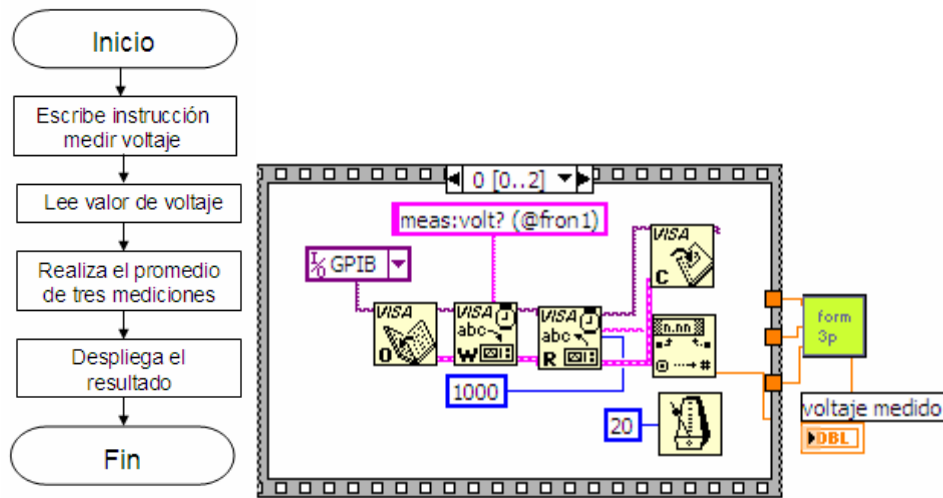 Inicio
Escribe instrucción
medir voltaje
Lee valor de voltaje
Realiza el promedio
de tres mediciones
Despliega el
resultado
Fin
0 [0..2]
meas:volt? (@fron1)
I/O GPIB
VISA
C
VISA
O
VISA
abc
W
VISA
abc
R
n.nn
#
1000
20
form
3p
voltaje medido
DBL